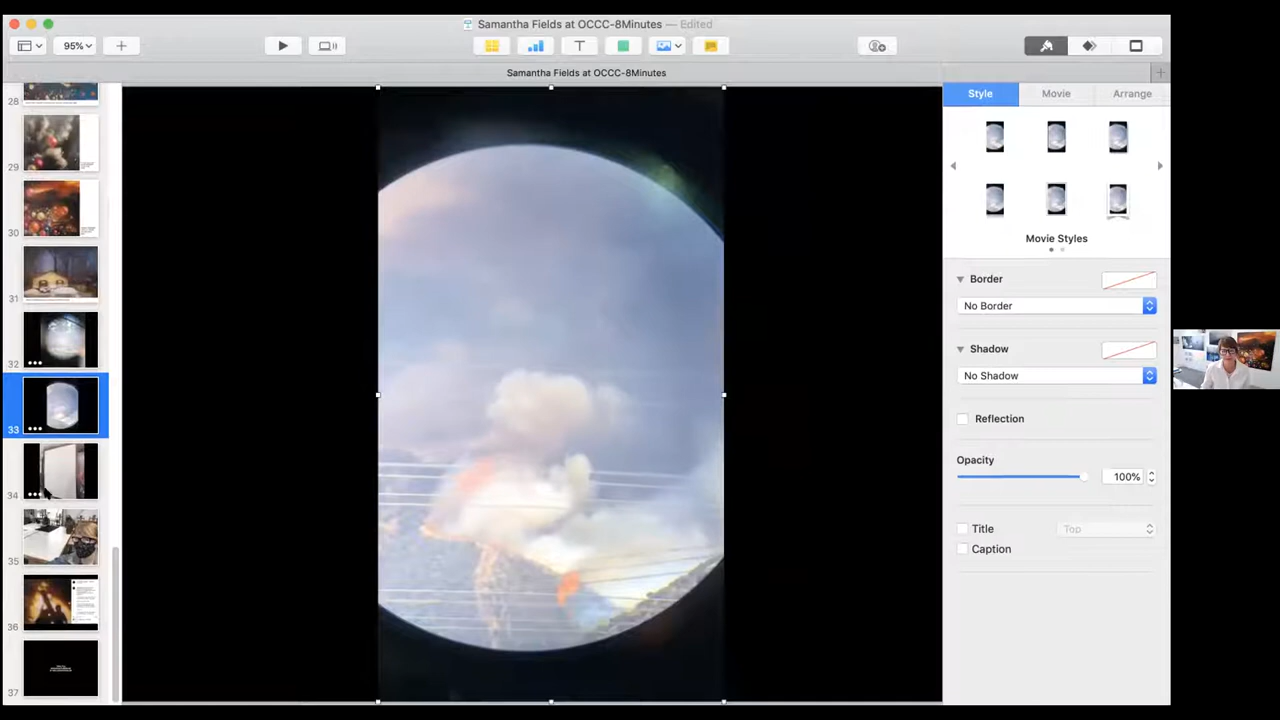 Samantha Fields at OCCC-8Minutes — Edited
95%
Samantha Fields at OCCC-8Minutes
Style
Movie
Arrange
28
29
30
31
32
33
34
35
36
37
Movie Styles
Border
No Border
Shadow
No Shadow
Reflection
Opacity
100%
Title
Top
Caption